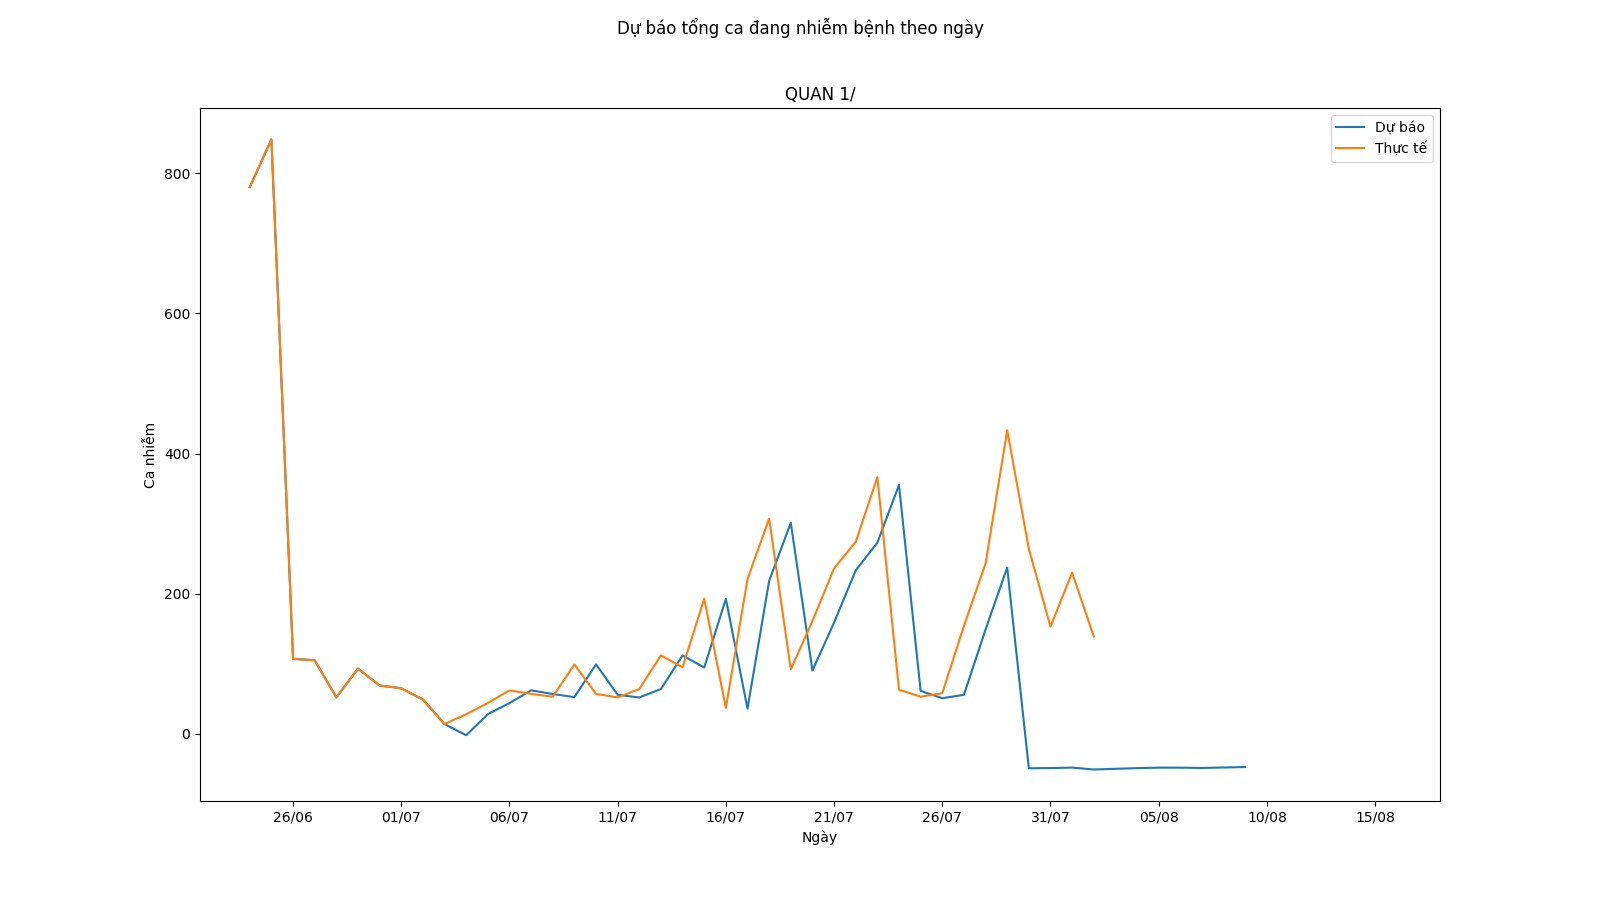 Dự báo tổng ca đang nhiễm bệnh theo ngày
QUAN 1/
Dự báo
Thực tế
800
600
400
200
0
Ca nhiễm
26/06 01/07 06/07 11/07 16/07 21/07 26/07 31/07 05/08 10/08 15/08
Ngày